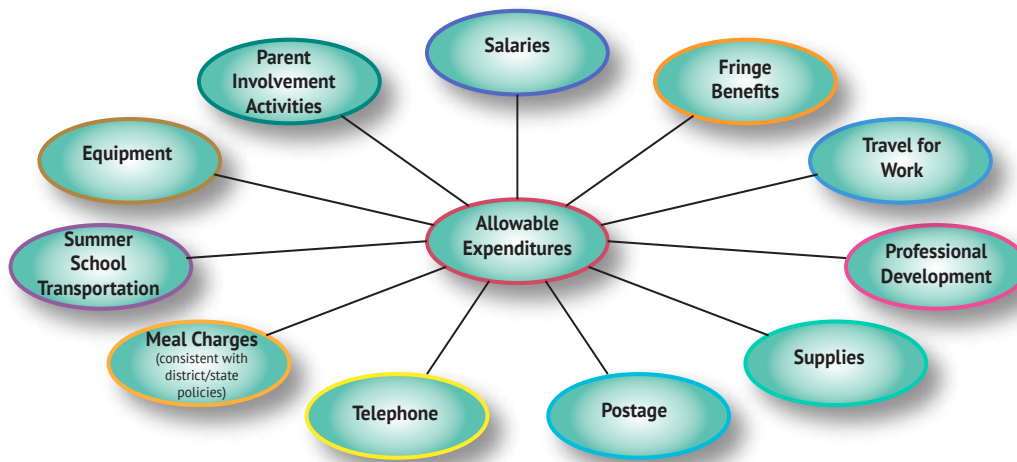 Salaries
Parent
Involvement
Activities
Fringe
Benefits
Equipment
Travel for
Work
Allowable
Expenditures
Summer
School
Transportation
Professional
Development
Meal Charges
(consistent with
district/state
policies)
Supplies
Telephone
Postage